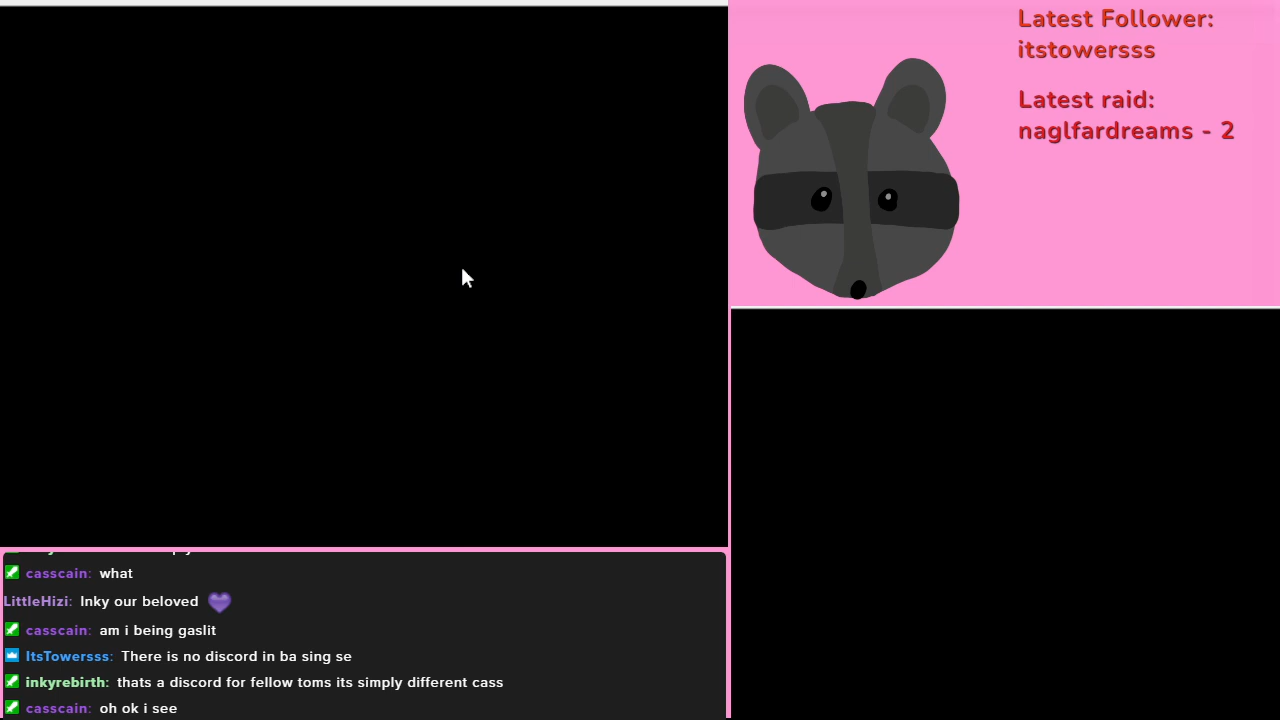 Latest Follower:
itstowersss
Latest raid:
naglfardreams - 2
casscain: what
LittleHizi: Inky our beloved
casscain: am i being gaslit
ItsTowersss: There is no discord in ba sing se
inkyrebirth: thats a discord for fellow toms its simply different cass
casscain: oh ok i see